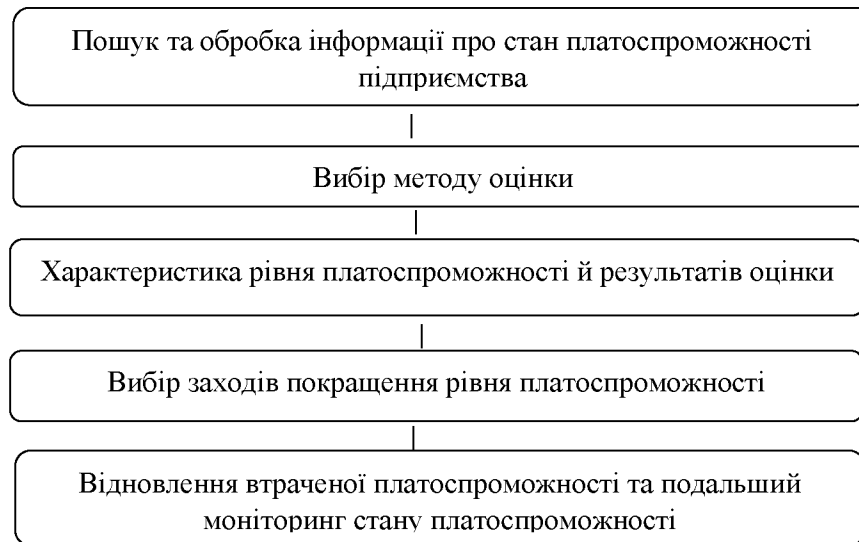 Пошук та обробка інформації про стан платоспроможності
підприємства
Вибір методу оцінки
Характеристика рівня платоспроможності й результатів оцінки
Вибір заходів покращення рівня платоспроможності
Відновлення втраченої платоспроможності та подальший
моніторинг стану платоспроможності